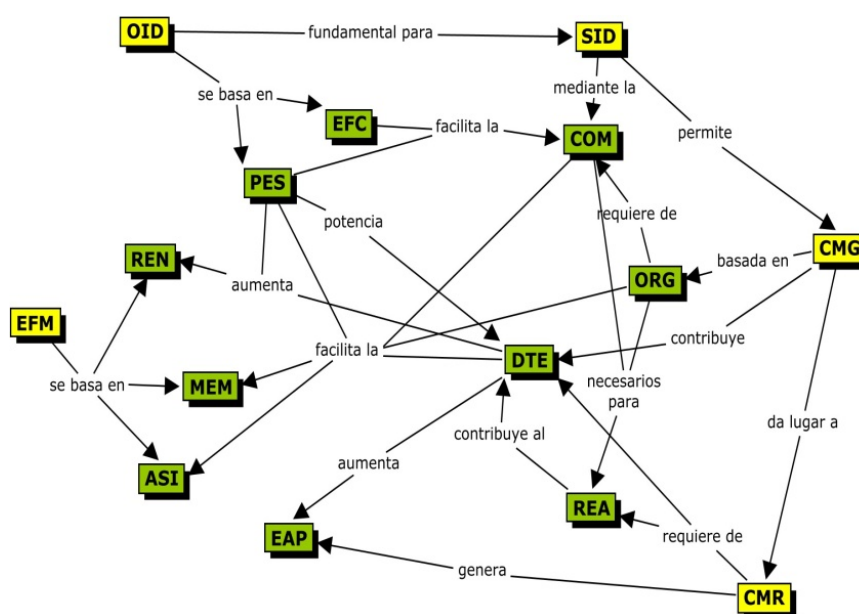 OID
fundamental para
SID
se basa en
mediante la
EFC
facilita la
COM
permite
PES
potencia
requiere de
REN
aumenta
CMG
basada en
ORG
EFM
facilita la
DTE
contribuye
se basa en
MEM
necesarios
para
contribuye al
da lugar a
ASI
aumenta
REA
EAP
requiere de
genera
CMR